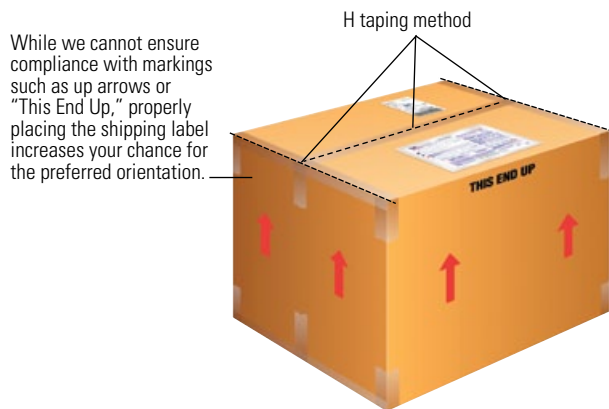 H taping method
While we cannot ensure
compliance with markings
such as up arrows or
“This End Up,” properly
placing the shipping label
increases your chance for
the preferred orientation.
THIS END UP